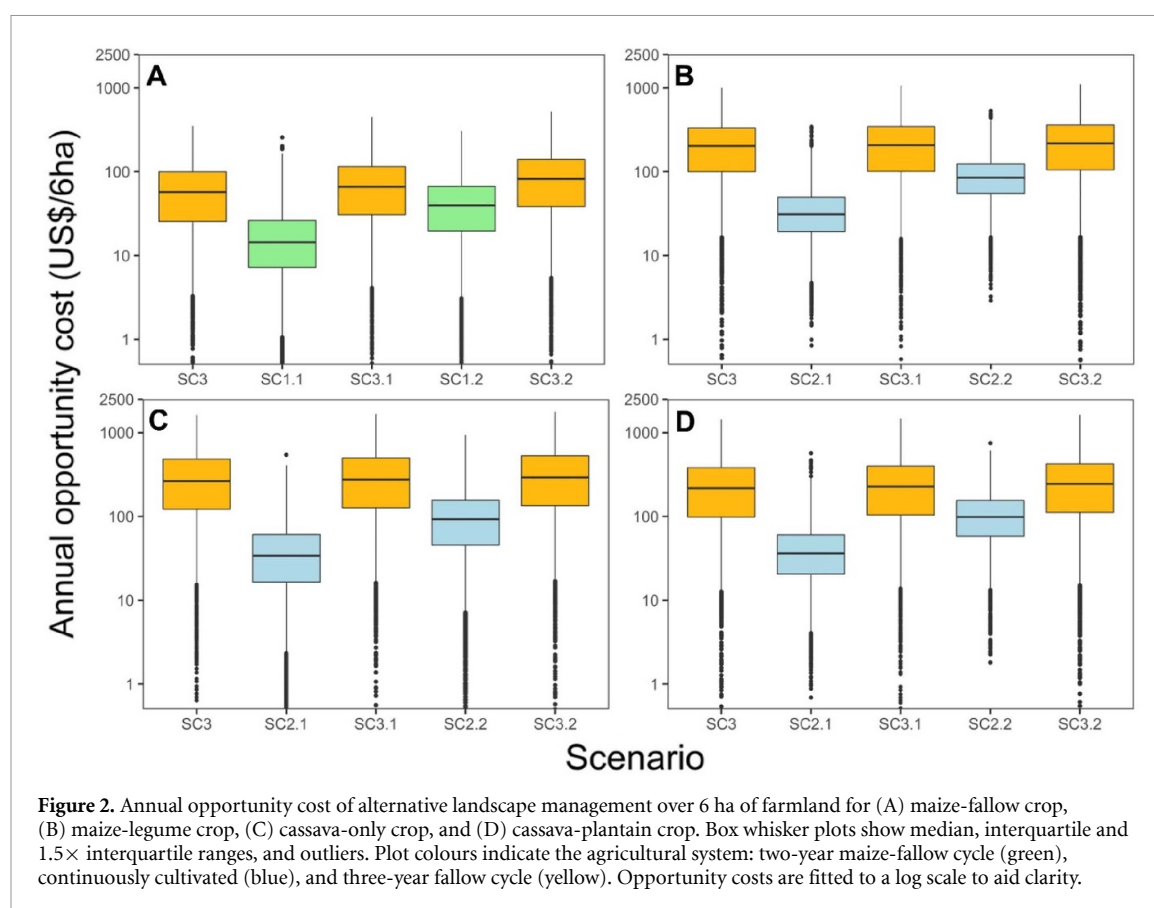 Annual opportunity cost (US$/6ha)
A
2500
1000
100
10
1
SC3 SC1.1 SC3.1 SC1.2 SC3.2
B
2500
1000
100
10
1
SC3 SC2.1 SC3.1 SC2.2 SC3.2
C
2500
1000
100
10
1
SC3 SC2.1 SC3.1 SC2.2 SC3.2
D
2500
1000
100
10
1
SC3 SC2.1 SC3.1 SC2.2 SC3.2
Scenario
Figure 2. Annual opportunity cost of alternative landscape management over 6 ha of farmland for (A) maize-fallow crop,
(B) maize-legume crop, (C) cassava-only crop, and (D) cassava-plantain crop. Box whisker plots show median, interquartile and
1.5× interquartile ranges, and outliers. Plot colours indicate the agricultural system: two-year maize-fallow cycle (green),
continuously cultivated (blue), and three-year fallow cycle (yellow). Opportunity costs are fitted to a log scale to aid clarity.